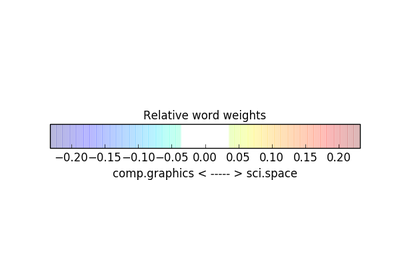 Relative word weights
−0.20 −0.15 −0.10 −0.05 0.00 0.05 0.10 0.15 0.20
comp.graphics < ----- > sci.space